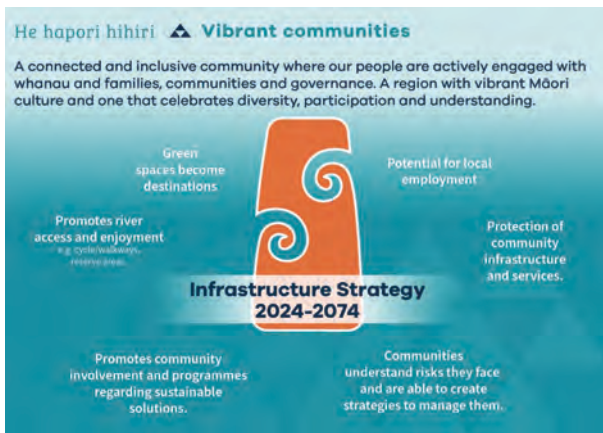 He hapori hihiri Vibrant communities
A connected and inclusive community where our people are actively engaged with
whanau and families, communities and governance. A region with vibrant Māori
culture and one that celebrates diversity, participation and understanding.
Green
spaces become
destinations
Potential for local
employment
Promotes river
access and enjoyment
e.g. cycle/walkways,
reserve areas.
Protection of
community
infrastructure
and services.
Infrastructure Strategy
2024-2074
Promotes community
involvement and programmes
regarding sustainable
solutions.
Communities
understand risks they face
and are able to create
strategies to manage them.